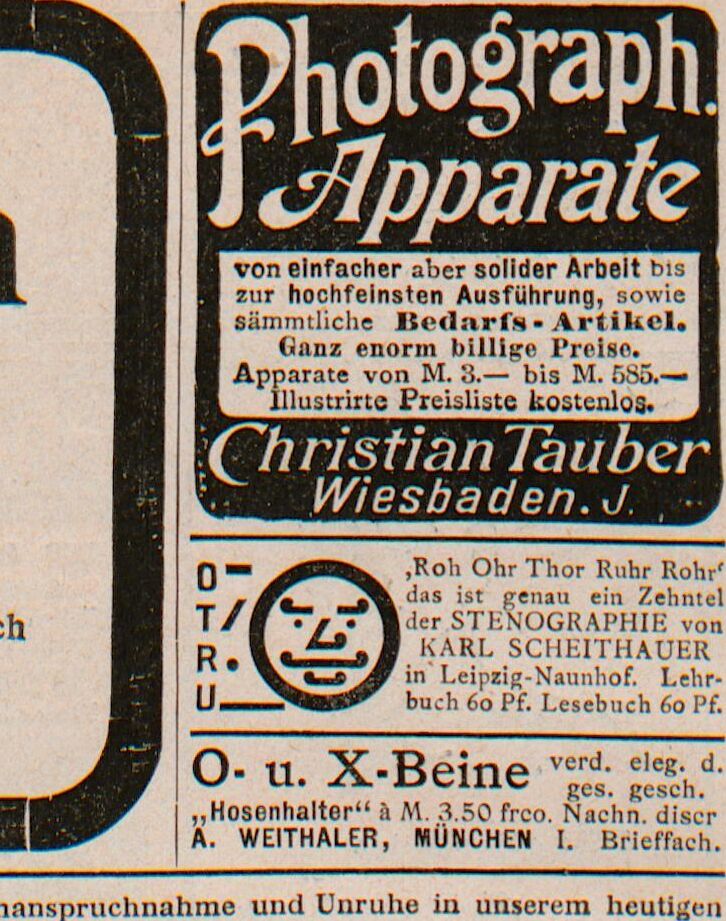 Photograph.
Apparate
von einfacher aber solider Arbeit bis
zur hochfeinsten Ausführung, sowie
sämmtliche Bedarfs-Artikel.
Ganz enorm billige Preise.
Apparate von M. 3.— bis M. 585.—
Illustrirte Preisliste kostenlos.
Christian Tauber
Wiesbaden. J.
O
T
R
U
‚Roh Ohr Thor Ruhr Rohr‘
das ist genau ein Zehntel
der STENOGRAPHIE von
KARL SCHEITHAUER
in Leipzig-Naunhof. Lehr-
buch 60 Pf. Lesebuch 60 Pf.
O- u. X-Beine verd. eleg. d.
ges. gesch.
„Hosenhalter“ à M. 3.50 frco. Nachn. discr
A. WEITHALER, MÜNCHEN I. Brieffach.
ch
nanspruchnahme und Unruhe in unserem heutigen